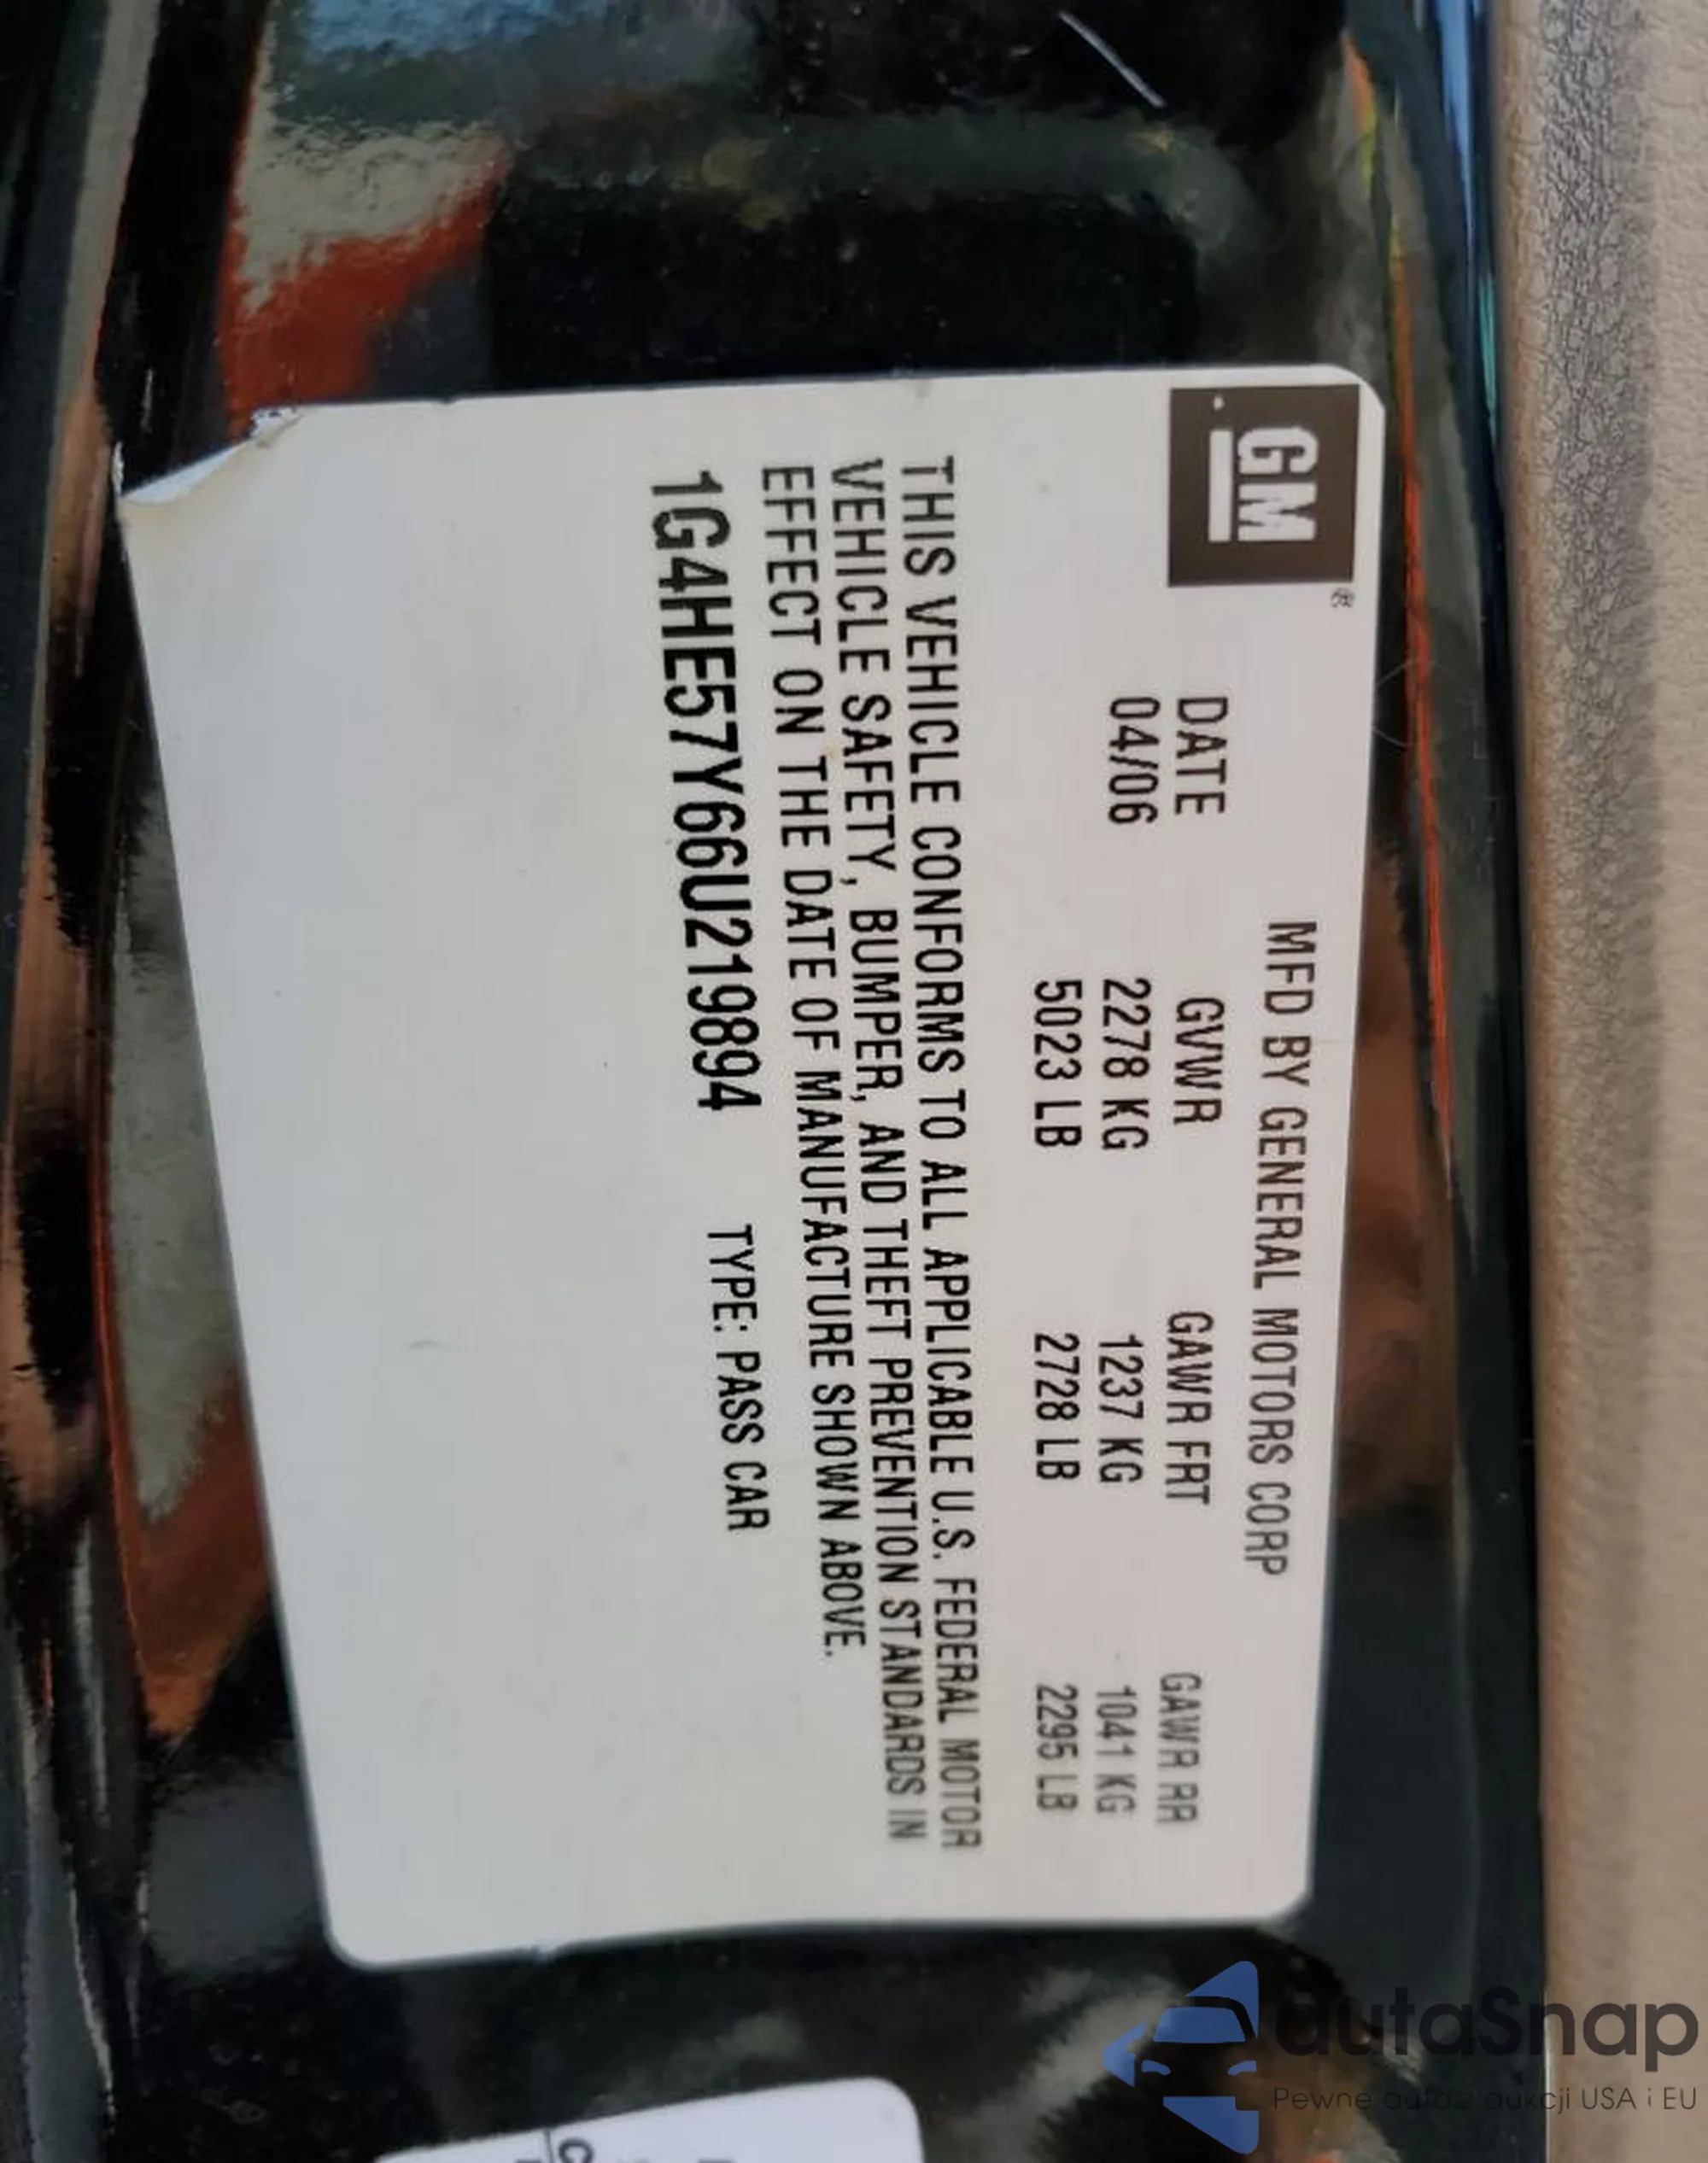 GM
®
MFD BY GENERAL MOTORS CORP
DATE GVWR GAWR FRT GAWR RR
04/06 2278 KG 1237 KG 1041 KG
5023 LB 2728 LB 2295 LB
THIS VEHICLE CONFORMS TO ALL APPLICABLE U.S. FEDERAL MOTOR
VEHICLE SAFETY, BUMPER, AND THEFT PREVENTION STANDARDS IN
EFFECT ON THE DATE OF MANUFACTURE SHOWN ABOVE.
1G4HE57Y66U219894 TYPE: PASS CAR
autaSnap
Pewne auta z aukcji USA i EU